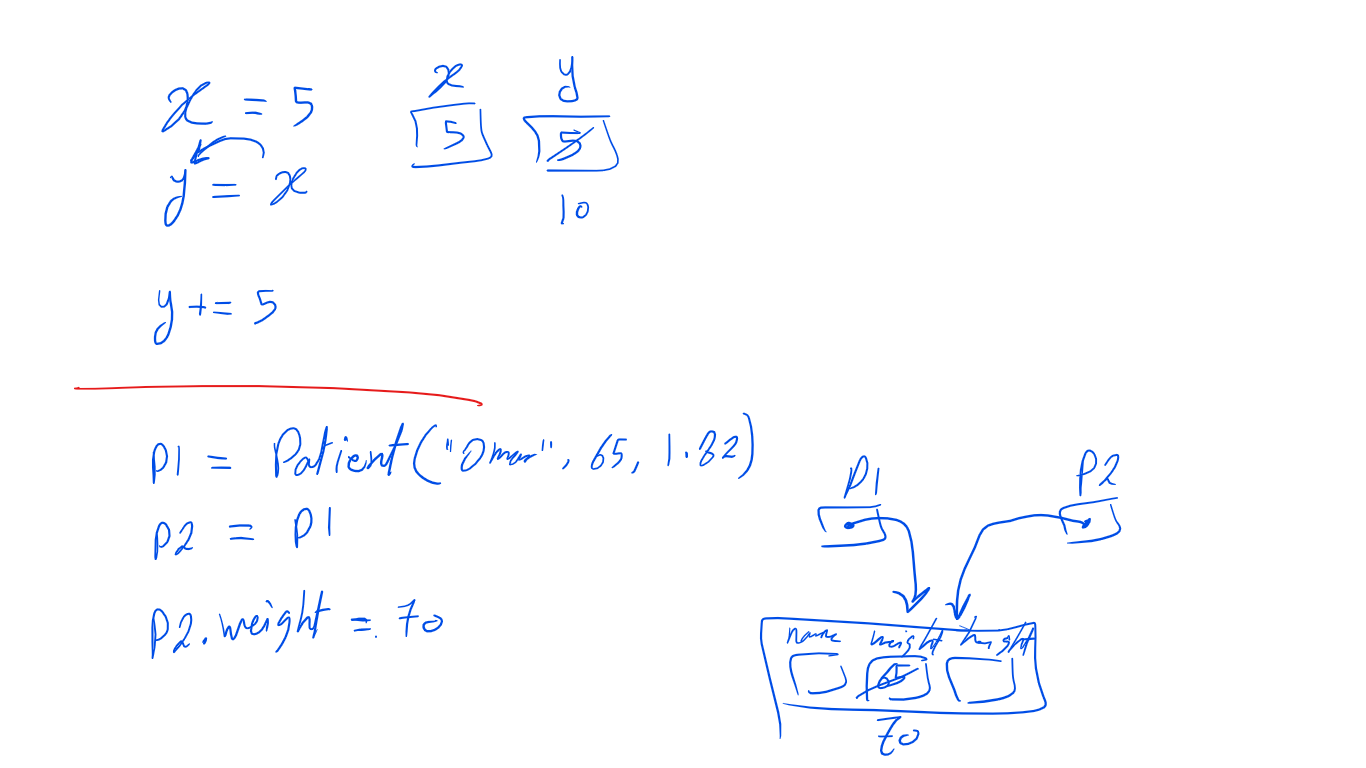 x = 5
y = x
y += 5
x y
5 5
10
P1 = Patient("Omar", 65, 1.82)
P2 = P1
P2.weight = 70
P1 P2
name weight height
65
70